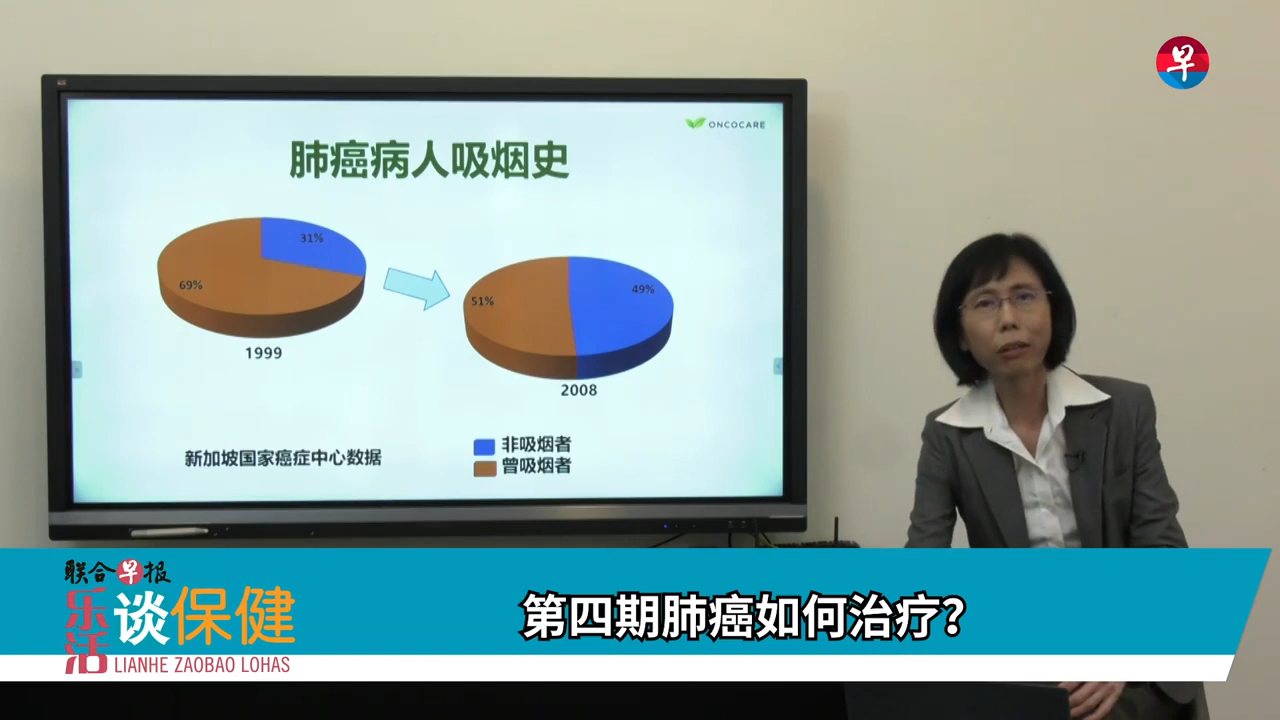 早
ONCOCARE
肺癌病人吸烟史
31%
69%
1999
49%
51%
2008
新加坡国家癌症中心数据
非吸烟者
曾吸烟者
联合早报
乐活谈保健
LIANHE ZAOBAO LOHAS
第四期肺癌如何治疗？